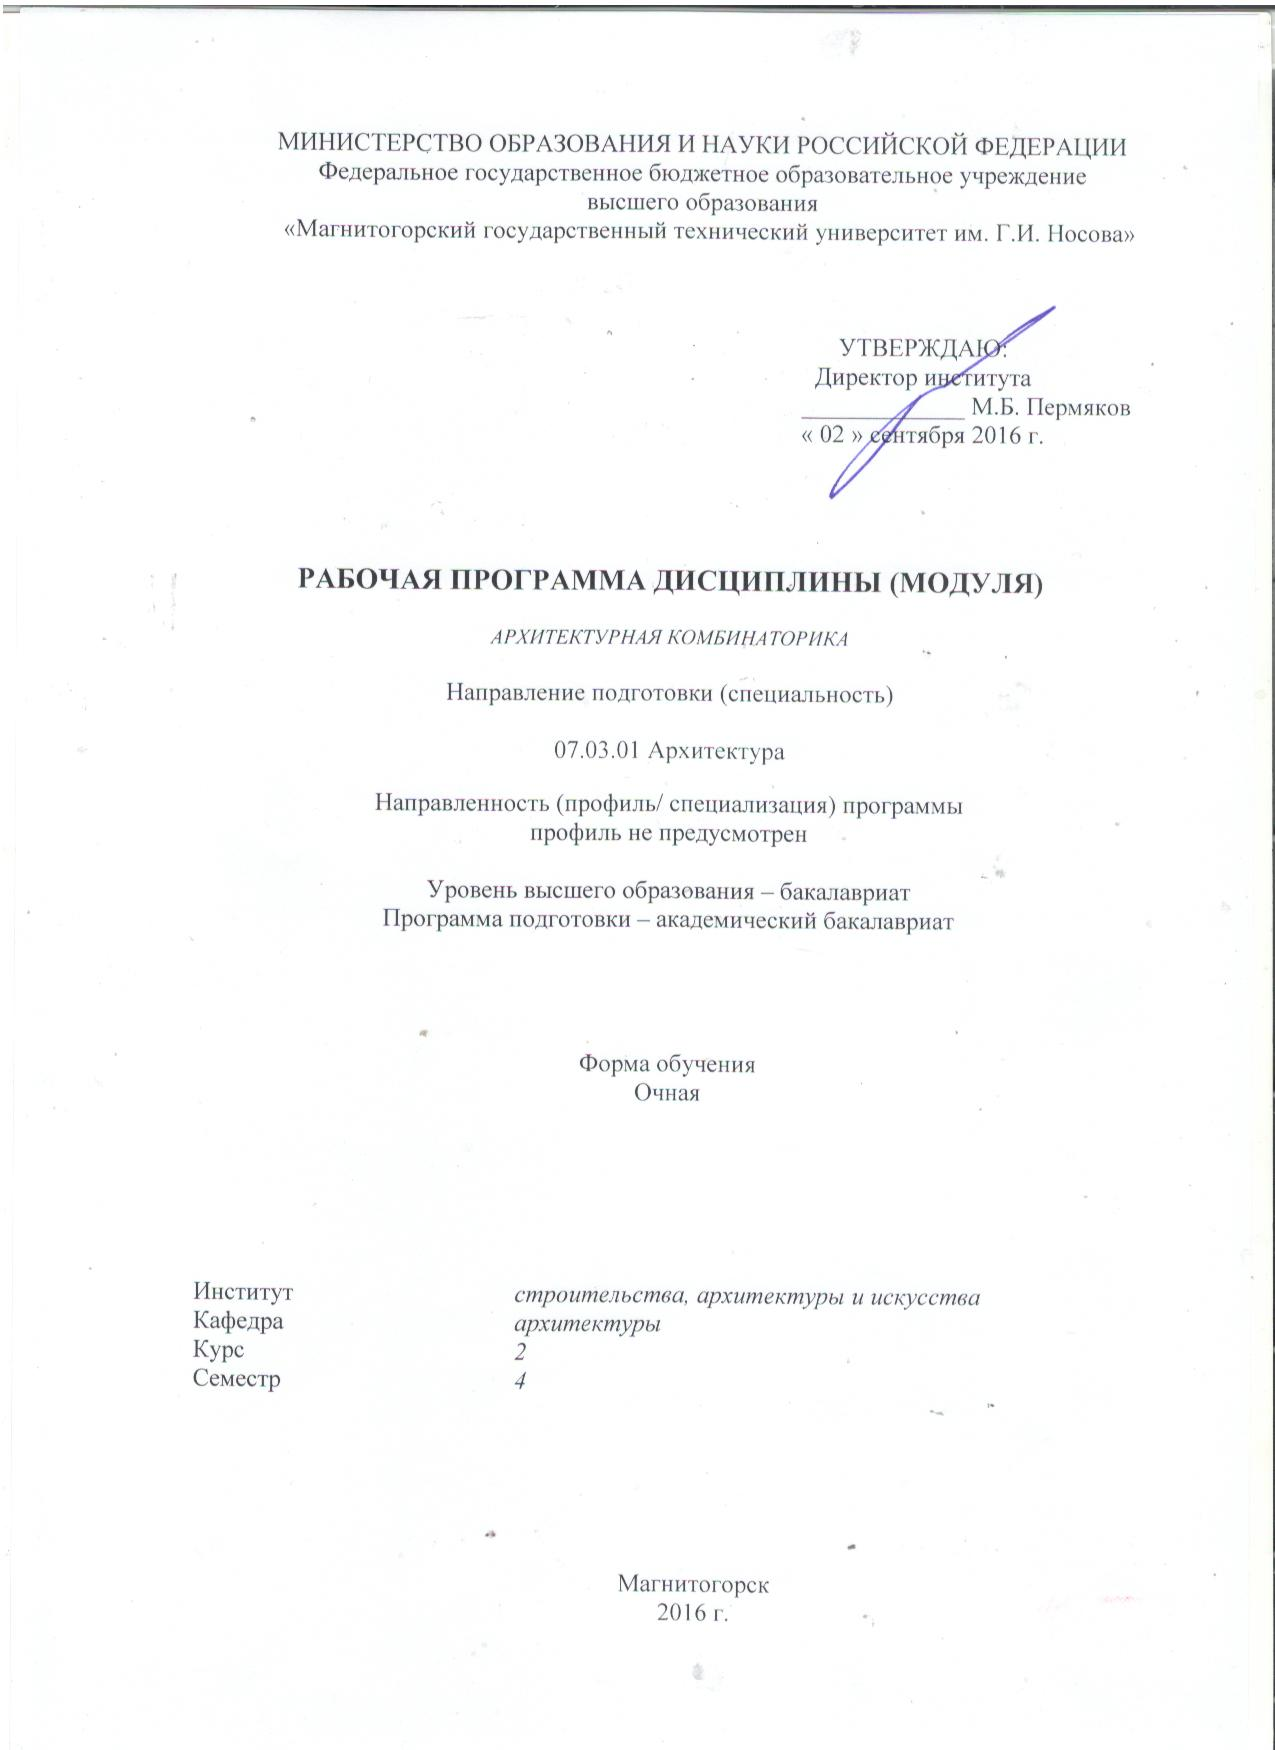 МИНИСТЕРСТВО ОБРАЗОВАНИЯ И НАУКИ РОССИЙСКОЙ ФЕДЕРАЦИИ
Федеральное государственное бюджетное образовательное учреждение
высшего образования
«Магнитогорский государственный технический университет им. Г.И. Носова»
УТВЕРЖДАЮ:
Директор института
_____________ М.Б. Пермяков
« 02 » сентября 2016 г.
РАБОЧАЯ ПРОГРАММА ДИСЦИПЛИНЫ (МОДУЛЯ)
АРХИТЕКТУРНАЯ КОМБИНАТОРИКА
Направление подготовки (специальность)
07.03.01 Архитектура
Направленность (профиль/ специализация) программы
профиль не предусмотрен
Уровень высшего образования – бакалавриат
Программа подготовки – академический бакалавриат
Форма обучения
Очная
Институт строительства, архитектуры и искусства
Кафедра архитектуры
Курс 2
Семестр 4
Магнитогорск
2016 г.